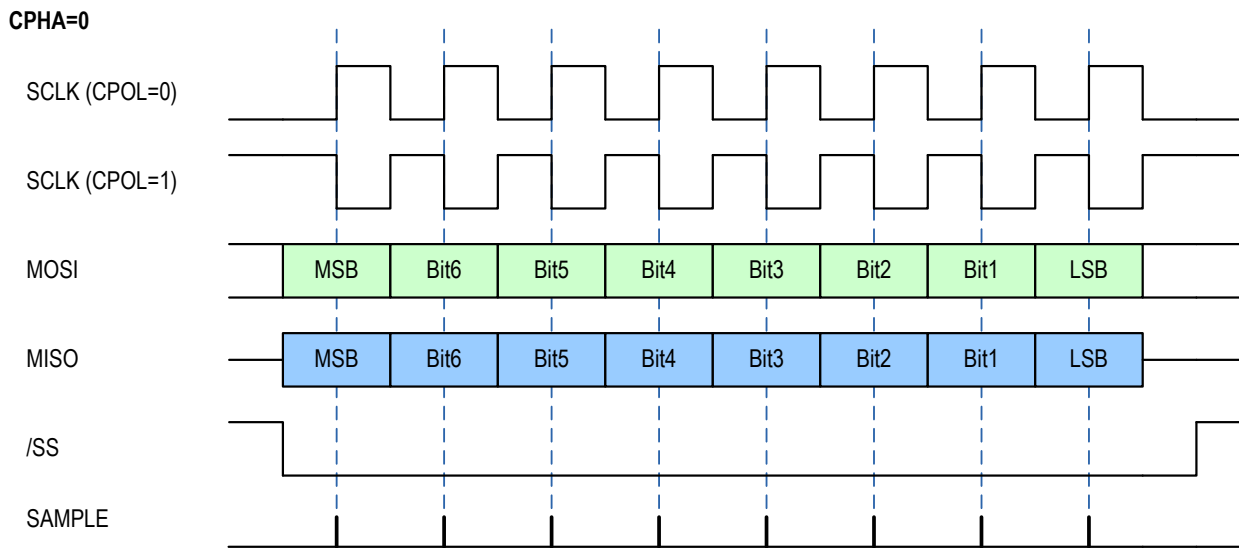 CPHA=0
SCLK (CPOL=0)
SCLK (CPOL=1)
MOSI MSB Bit6 Bit5 Bit4 Bit3 Bit2 Bit1 LSB
MISO MSB Bit6 Bit5 Bit4 Bit3 Bit2 Bit1 LSB
/SS
SAMPLE